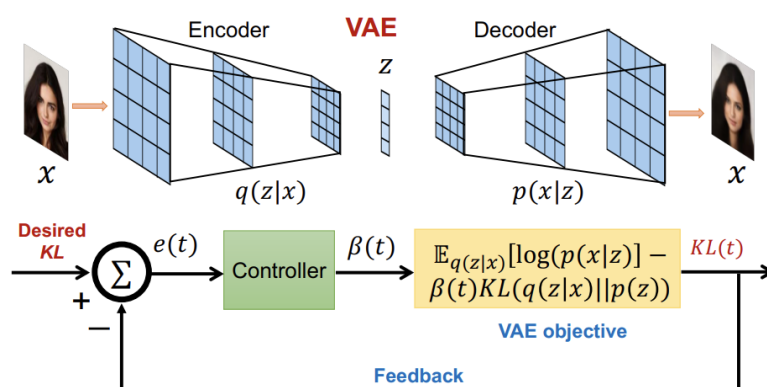 Encoder VAE Decoder
z
x q(z|x) p(x|z) x
Desired
KL
e(t) β(t) KL(t)
Σ Controller 𝔼q(z|x)[log(p(x|z)] −
β(t)KL(q(z|x)||p(z))
+
−
VAE objective
Feedback